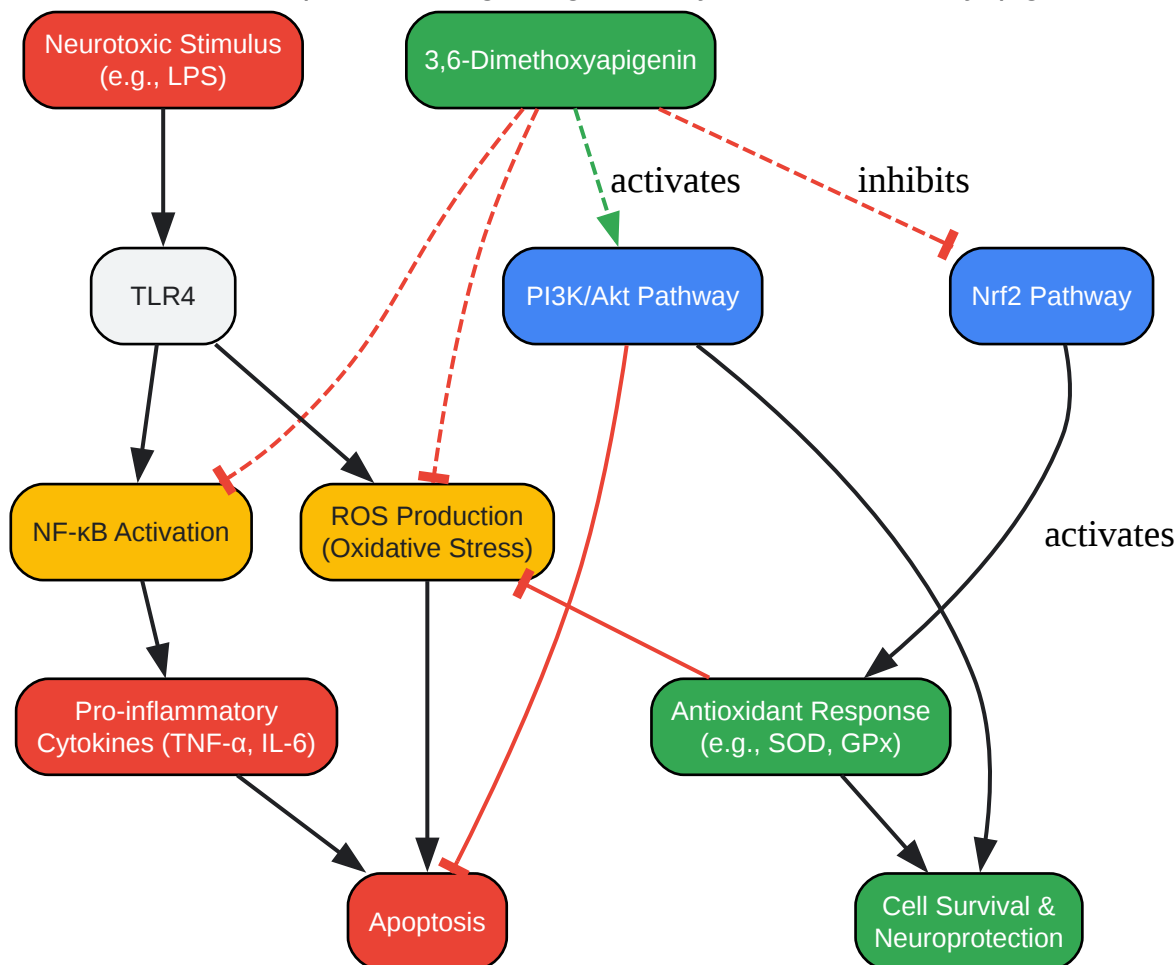 Neurotoxic Stimulus
(e.g., LPS)
3,6-Dimethoxyapigenin
activates
inhibits
TLR4
PI3K/Akt Pathway
Nrf2 Pathway
NF-κB Activation
ROS Production
(Oxidative Stress)
activates
Pro-inflammatory
Cytokines (TNF-α, IL-6)
Antioxidant Response
(e.g., SOD, GPx)
Apoptosis
Cell Survival &
Neuroprotection